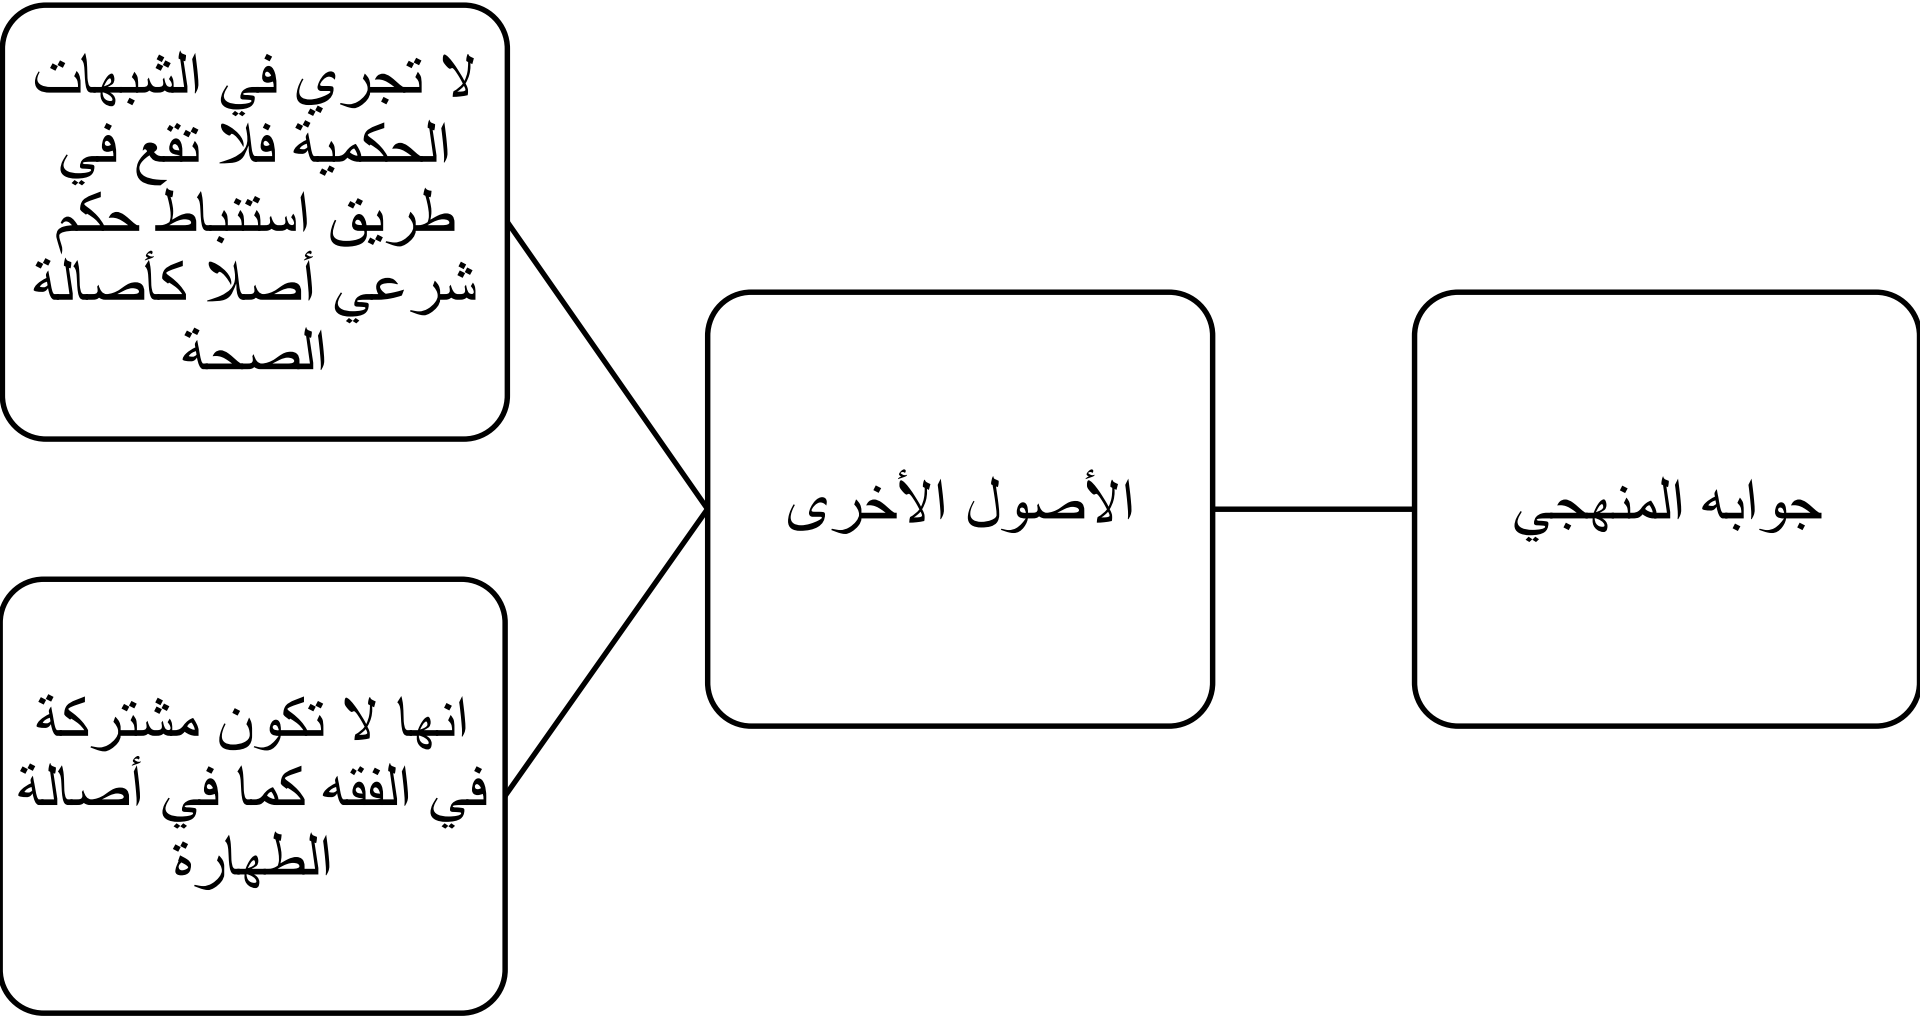 جوابه المنهجي
الأصول الأخرى
لا تجري في الشبهات
الحكمية فلا تقع في
طريق استنباط حكم
شرعي أصلا كأصالة
الصحة
انها لا تكون مشتركة
في الفقه كما في أصالة
الطهارة